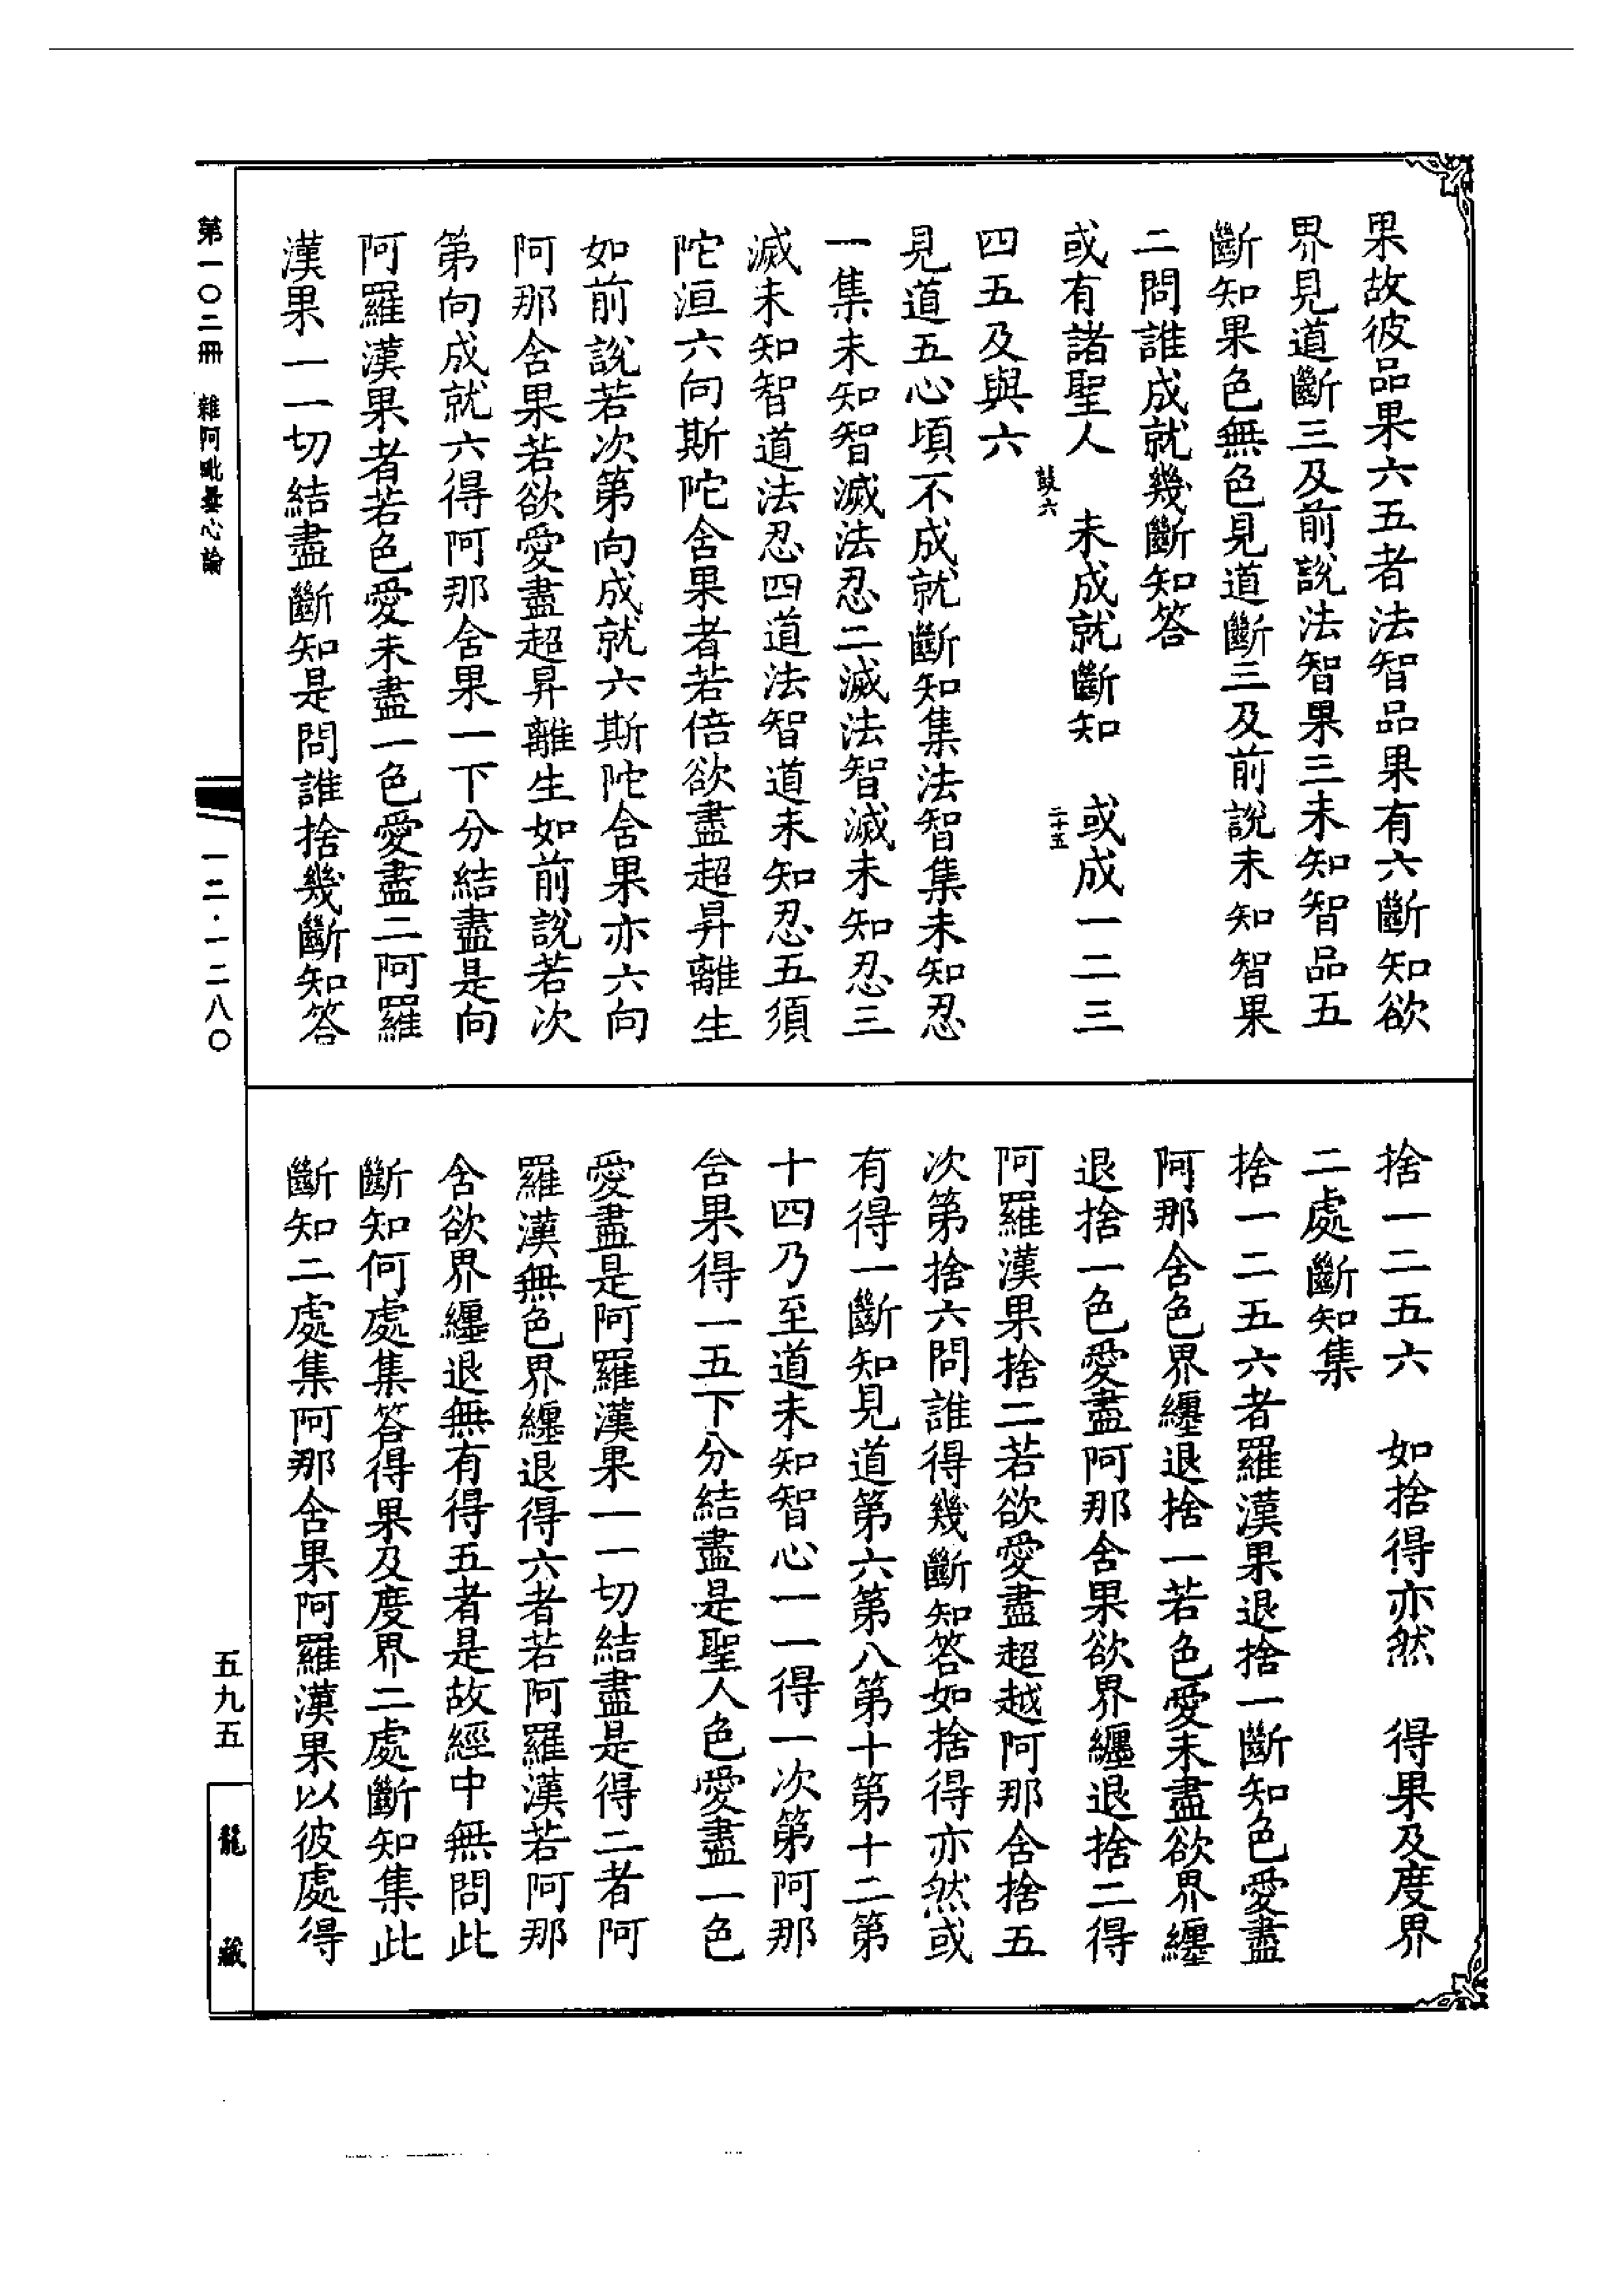 果故彼品果六五者法智品果有六斷知欲
界見道斷三及前說法智果三未知智品五
斷知果色無色見道斷三及前說未知智果
二問誰成就幾斷知答
或有諸聖人　未成就斷知　或成一二三
鼓六　二十五
四五及與六
見道五心頃不成就斷知集法智集未知忍
一集未知智滅法忍二滅法智滅未知忍三
滅未知智道法忍四道法智道未知忍五須
陀洹六向斯陀含果者若倍欲盡超昇離生
如前說若次第向成就六斯陀含果亦六向
阿那含果若欲愛盡超昇離生如前說若次
第向成就六得阿那含果一下分結盡是向
阿羅漢果者若色愛未盡一色愛盡二阿羅
漢果一一切結盡斷知是問誰捨幾斷知答
捨一二五六　如捨得亦然　得果及度界
二處斷知集
捨一二五六者羅漢果退捨一斷知色愛盡
阿那含色界纏退捨一若色愛未盡欲界纏
退捨一色愛盡阿那含果欲界纏退捨二得
阿羅漢果捨二若欲愛盡超越阿那含捨五
次第捨六問誰得幾斷知答如捨得亦然或
有得一斷知見道第六第八第十第十二第
十四乃至道未知智心一一得一次第阿那
含果得一五下分結盡是聖人色愛盡一色
愛盡是阿羅漢果一一切結盡是得二者阿
羅漢無色界纏退得六者若阿羅漢若阿那
含欲界纏退無有得五者是故經中無問此
斷知何處集答得果及度界二處斷知集此
斷知二處集阿那含果阿羅漢果以彼處得
第一〇二冊　雜阿毗曇心論
一二·一二八〇
五九五
龍藏